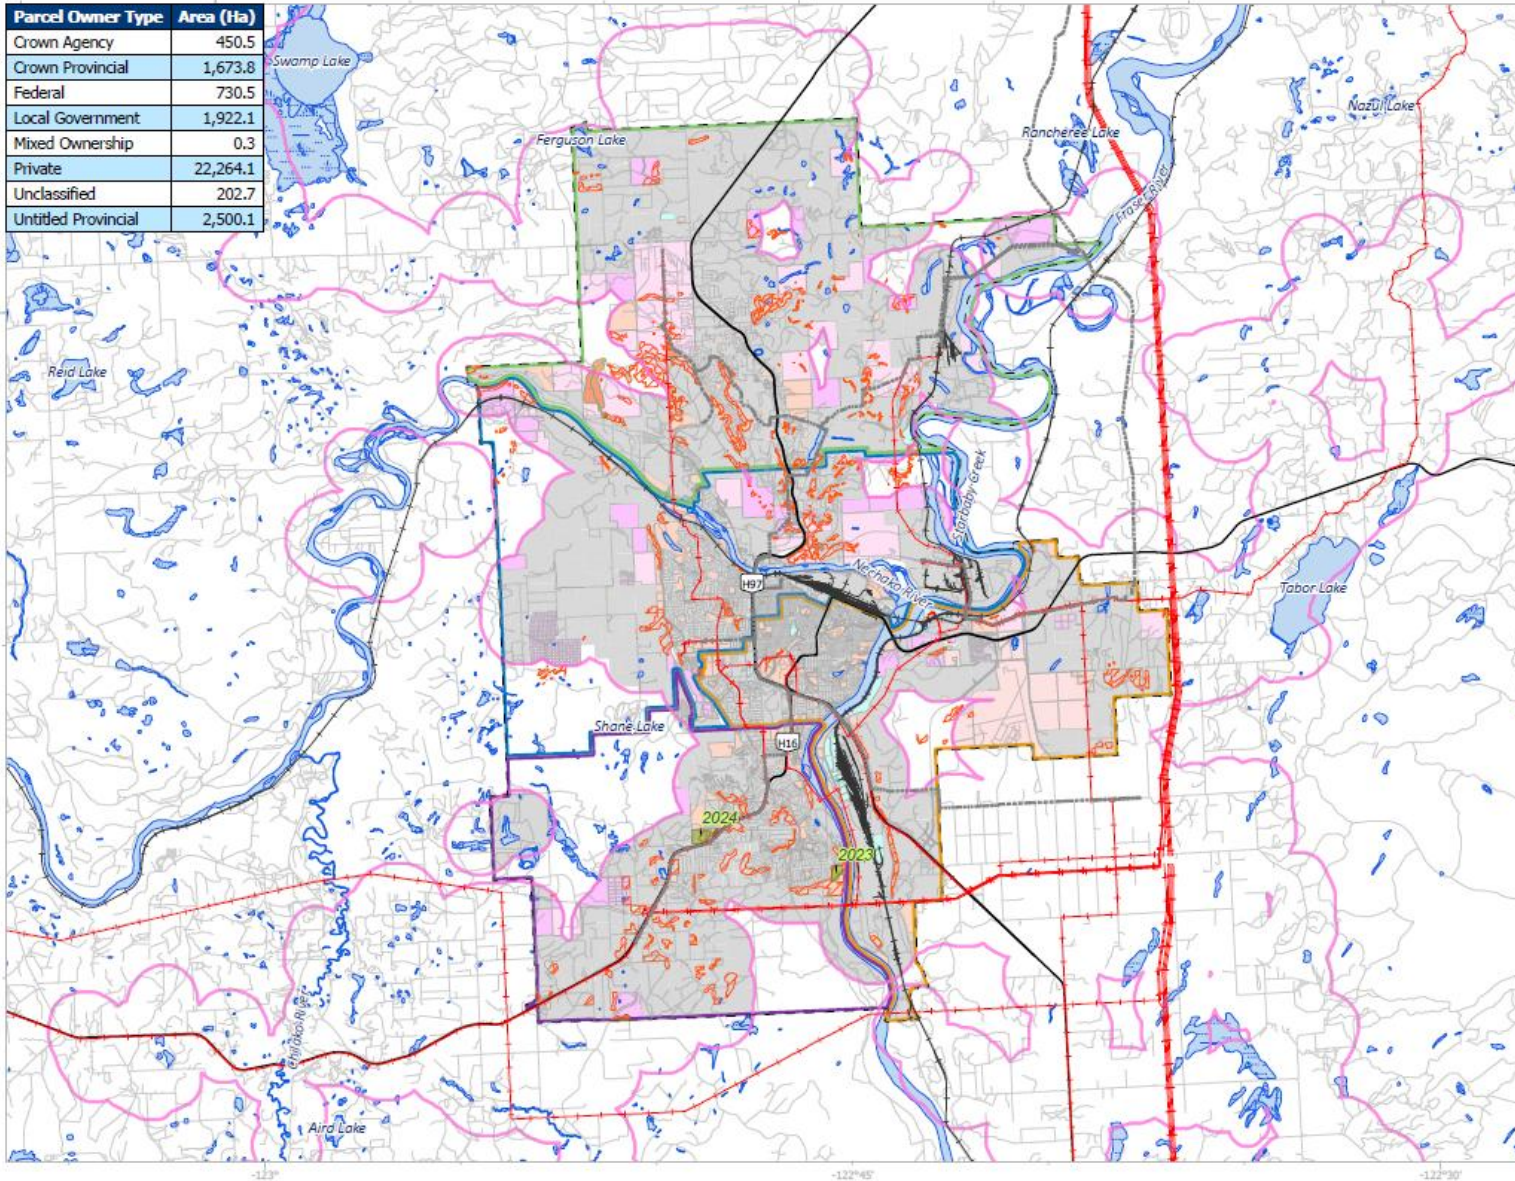 Parcel Owner Type Area (Ha)
Crown Agency 450.5
Crown Provincial 1,673.8
Federal 730.5
Local Government 1,922.1
Mixed Ownership 0.3
Private 22,264.1
Unclassified 202.7
Untitled Provincial 2,500.1
Swamp Lake
Nazul Lake
Rancheree Lake
Ferguson Lake
Fraser River
Reid Lake
Starbaby Creek
Nechako River
H97
Tabor Lake
Shane Lake
H16
2024
2023
Chilako River
Aird Lake
-123°
-122°45'
-122°30'